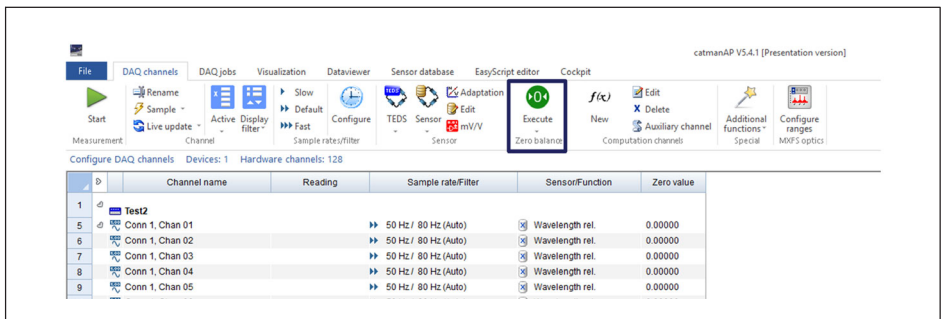 catmanAP V5.4.1 [Presentation version]
File DAQ channels DAQ jobs Visualization Dataviewer Sensor database EasyScript editor Cockpit
Start
Measurement
Rename
Sample
Live update
Active
Display filter
Channel
Slow
Default
Fast
Configure
Sample rates/filter
TEDS
Sensor
Adaptation
Edit
mV/V
Sensor
Execute
Zero balance
f(x)
New
Edit
Delete
Auxiliary channel
Computation channels
Additional functions
Special
Configure ranges
MXFS optics
Configure DAQ channels Devices: 1 Hardware channels: 128
Channel name Reading Sample rate/Filter Sensor/Function Zero value
1 Test2
5 Conn 1, Chan 01 50 Hz / 80 Hz (Auto) Wavelength rel. 0.00000
6 Conn 1, Chan 02 50 Hz / 80 Hz (Auto) Wavelength rel. 0.00000
7 Conn 1, Chan 03 50 Hz / 80 Hz (Auto) Wavelength rel. 0.00000
8 Conn 1, Chan 04 50 Hz / 80 Hz (Auto) Wavelength rel. 0.00000
9 Conn 1, Chan 05 50 Hz / 80 Hz (Auto) Wavelength rel. 0.00000